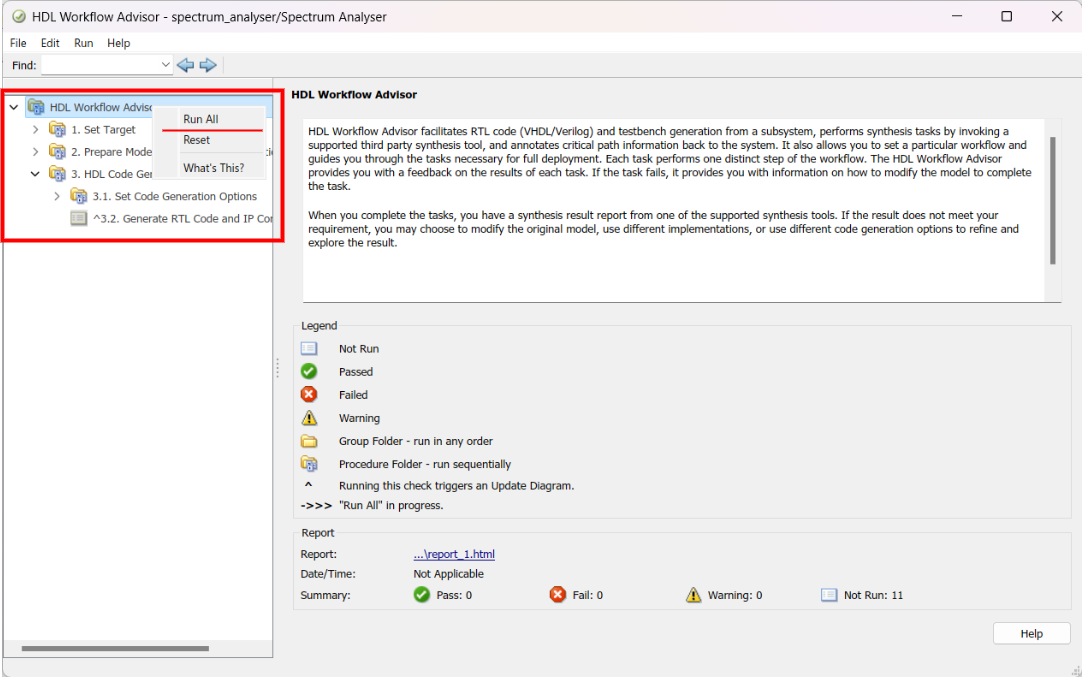 HDL Workflow Advisor - spectrum_analyser/Spectrum Analyser
File Edit Run Help
Find:
HDL Workflow Adviso
1. Set Target
2. Prepare Mode
3. HDL Code Ger
3.1. Set Code Generation Options
^3.2. Generate RTL Code and IP Cor
Run All
Reset
What's This?
HDL Workflow Advisor
HDL Workflow Advisor facilitates RTL code (VHDL/Verilog) and testbench generation from a subsystem, performs synthesis tasks by invoking a
supported third party synthesis tool, and annotates critical path information back to the system. It also allows you to set a particular workflow and
guides you through the tasks necessary for full deployment. Each task performs one distinct step of the workflow. The HDL Workflow Advisor
provides you with a feedback on the results of each task. If the task fails, it provides you with information on how to modify the model to complete
the task.
When you complete the tasks, you have a synthesis result report from one of the supported synthesis tools. If the result does not meet your
requirement, you may choose to modify the original model, use different implementations, or use different code generation options to refine and
explore the result.
Legend
Not Run
Passed
Failed
Warning
Group Folder - run in any order
Procedure Folder - run sequentially
^ Running this check triggers an Update Diagram.
->>> "Run All" in progress.
Report
Report: ...\report_1.html
Date/Time: Not Applicable
Summary: Pass: 0 Fail: 0 Warning: 0 Not Run: 11
Help